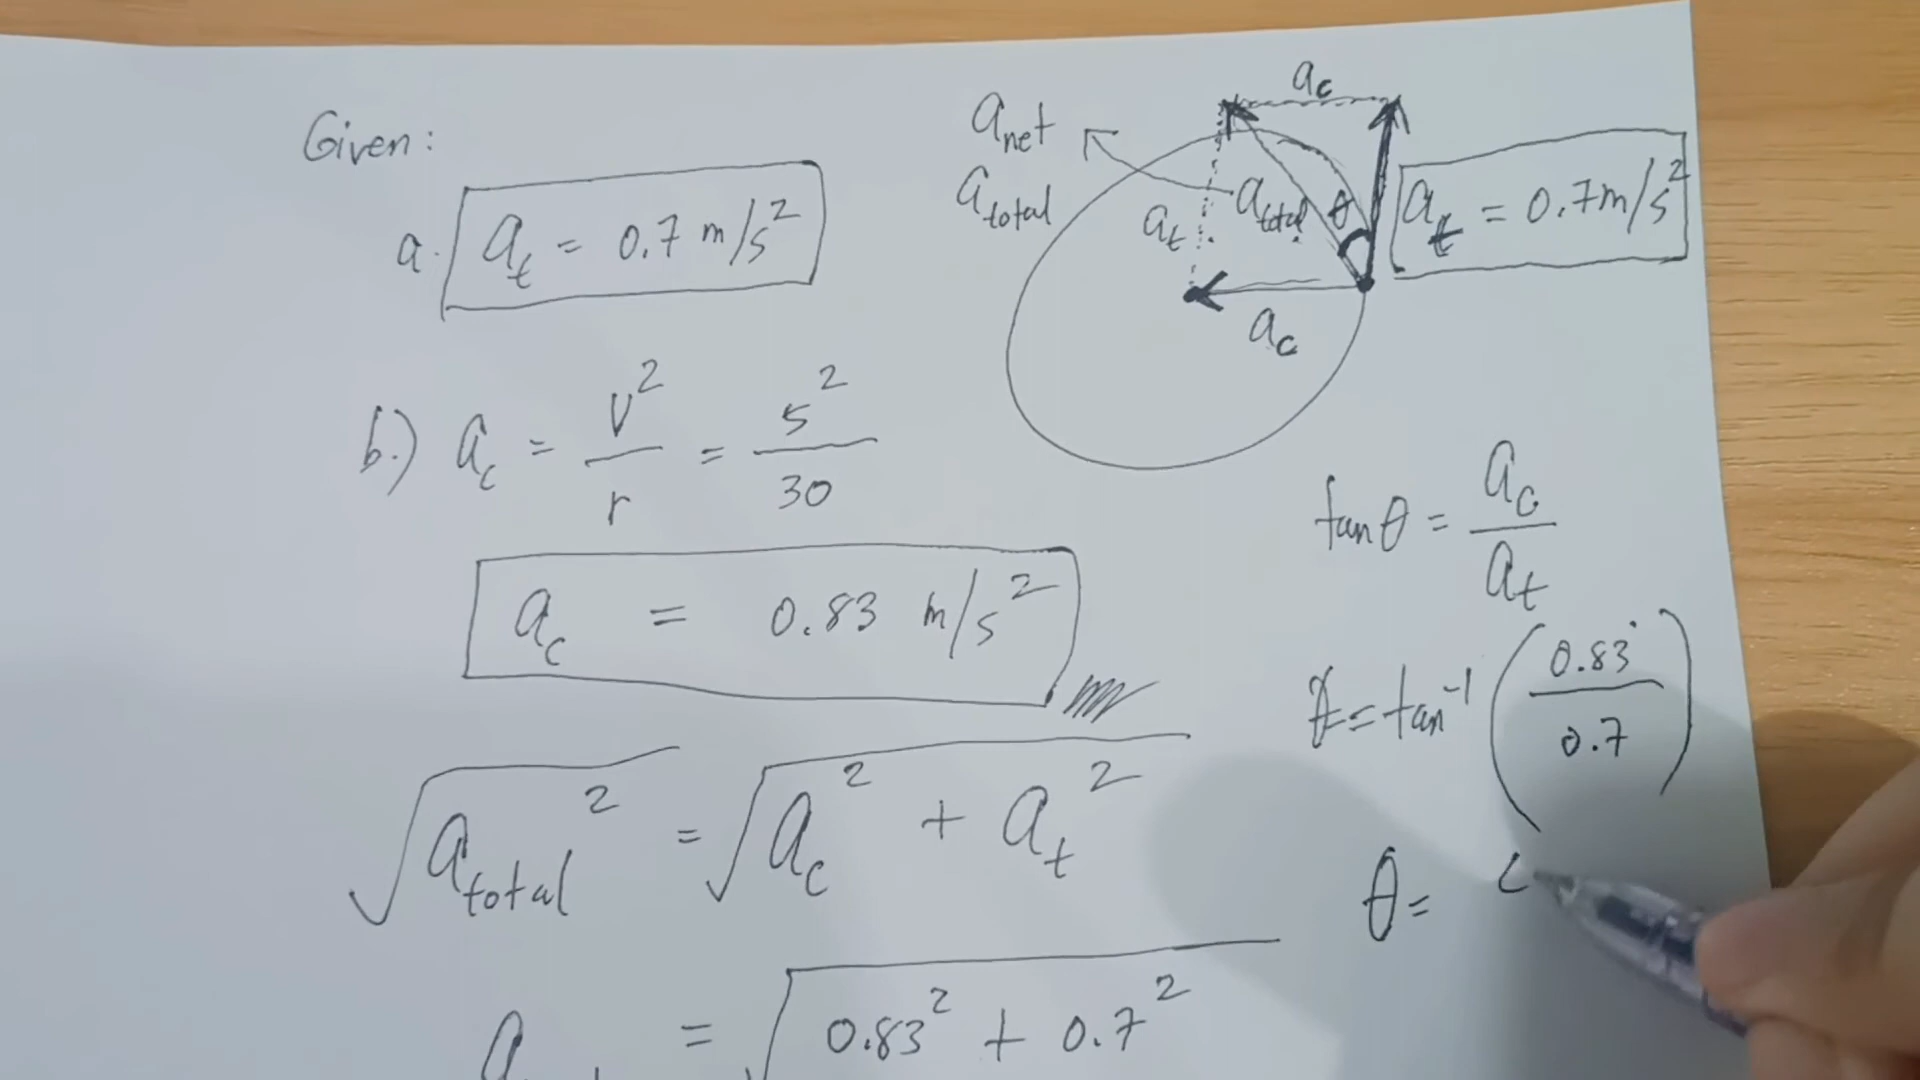 Given:
a. a_t = 0.7 m/s²
b.) a_c = v²/r = 5²/30
a_c = 0.83 m/s²
√(a_total²) = √(a_c² + a_t²)
a = √(0.83² + 0.7²)
a_net
a_total
a_c
a_t
a_total
θ
a_t = 0.7 m/s²
a_c
tan θ = a_c/a_t
θ = tan⁻¹(0.83/0.7)
θ =